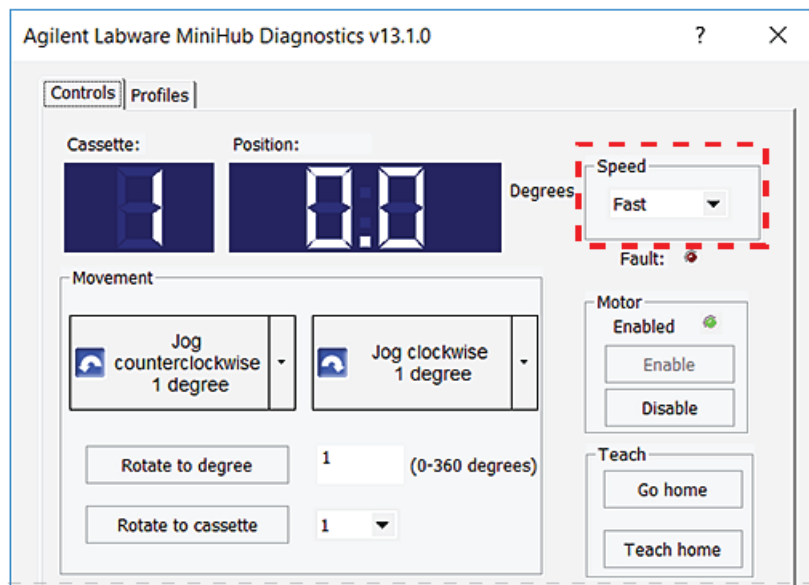 Agilent Labware MiniHub Diagnostics v13.1.0
Controls
Profiles
Cassette:
Position:
1
0.0
Degrees
Speed
Fast
Fault:
Movement
Jog
counterclockwise
1 degree
Jog clockwise
1 degree
Rotate to degree
1
(0-360 degrees)
Rotate to cassette
1
Motor
Enabled
Enable
Disable
Teach
Go home
Teach home